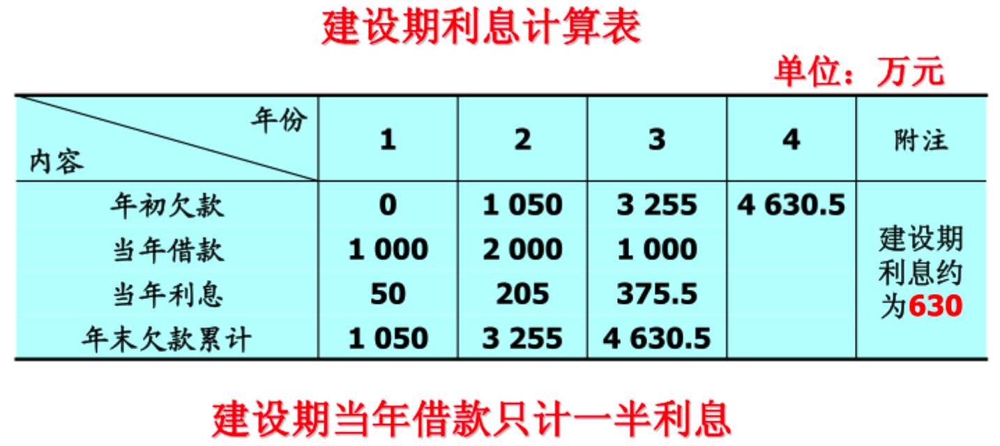 建设期利息计算表
单位：万元
年份
内容
1 2 3 4 附注
年初欠款 0 1 050 3 255 4 630.5
当年借款 1 000 2 000 1 000
当年利息 50 205 375.5
年末欠款累计 1 050 3 255 4 630.5
建设期
利息约
为630
建设期当年借款只计一半利息